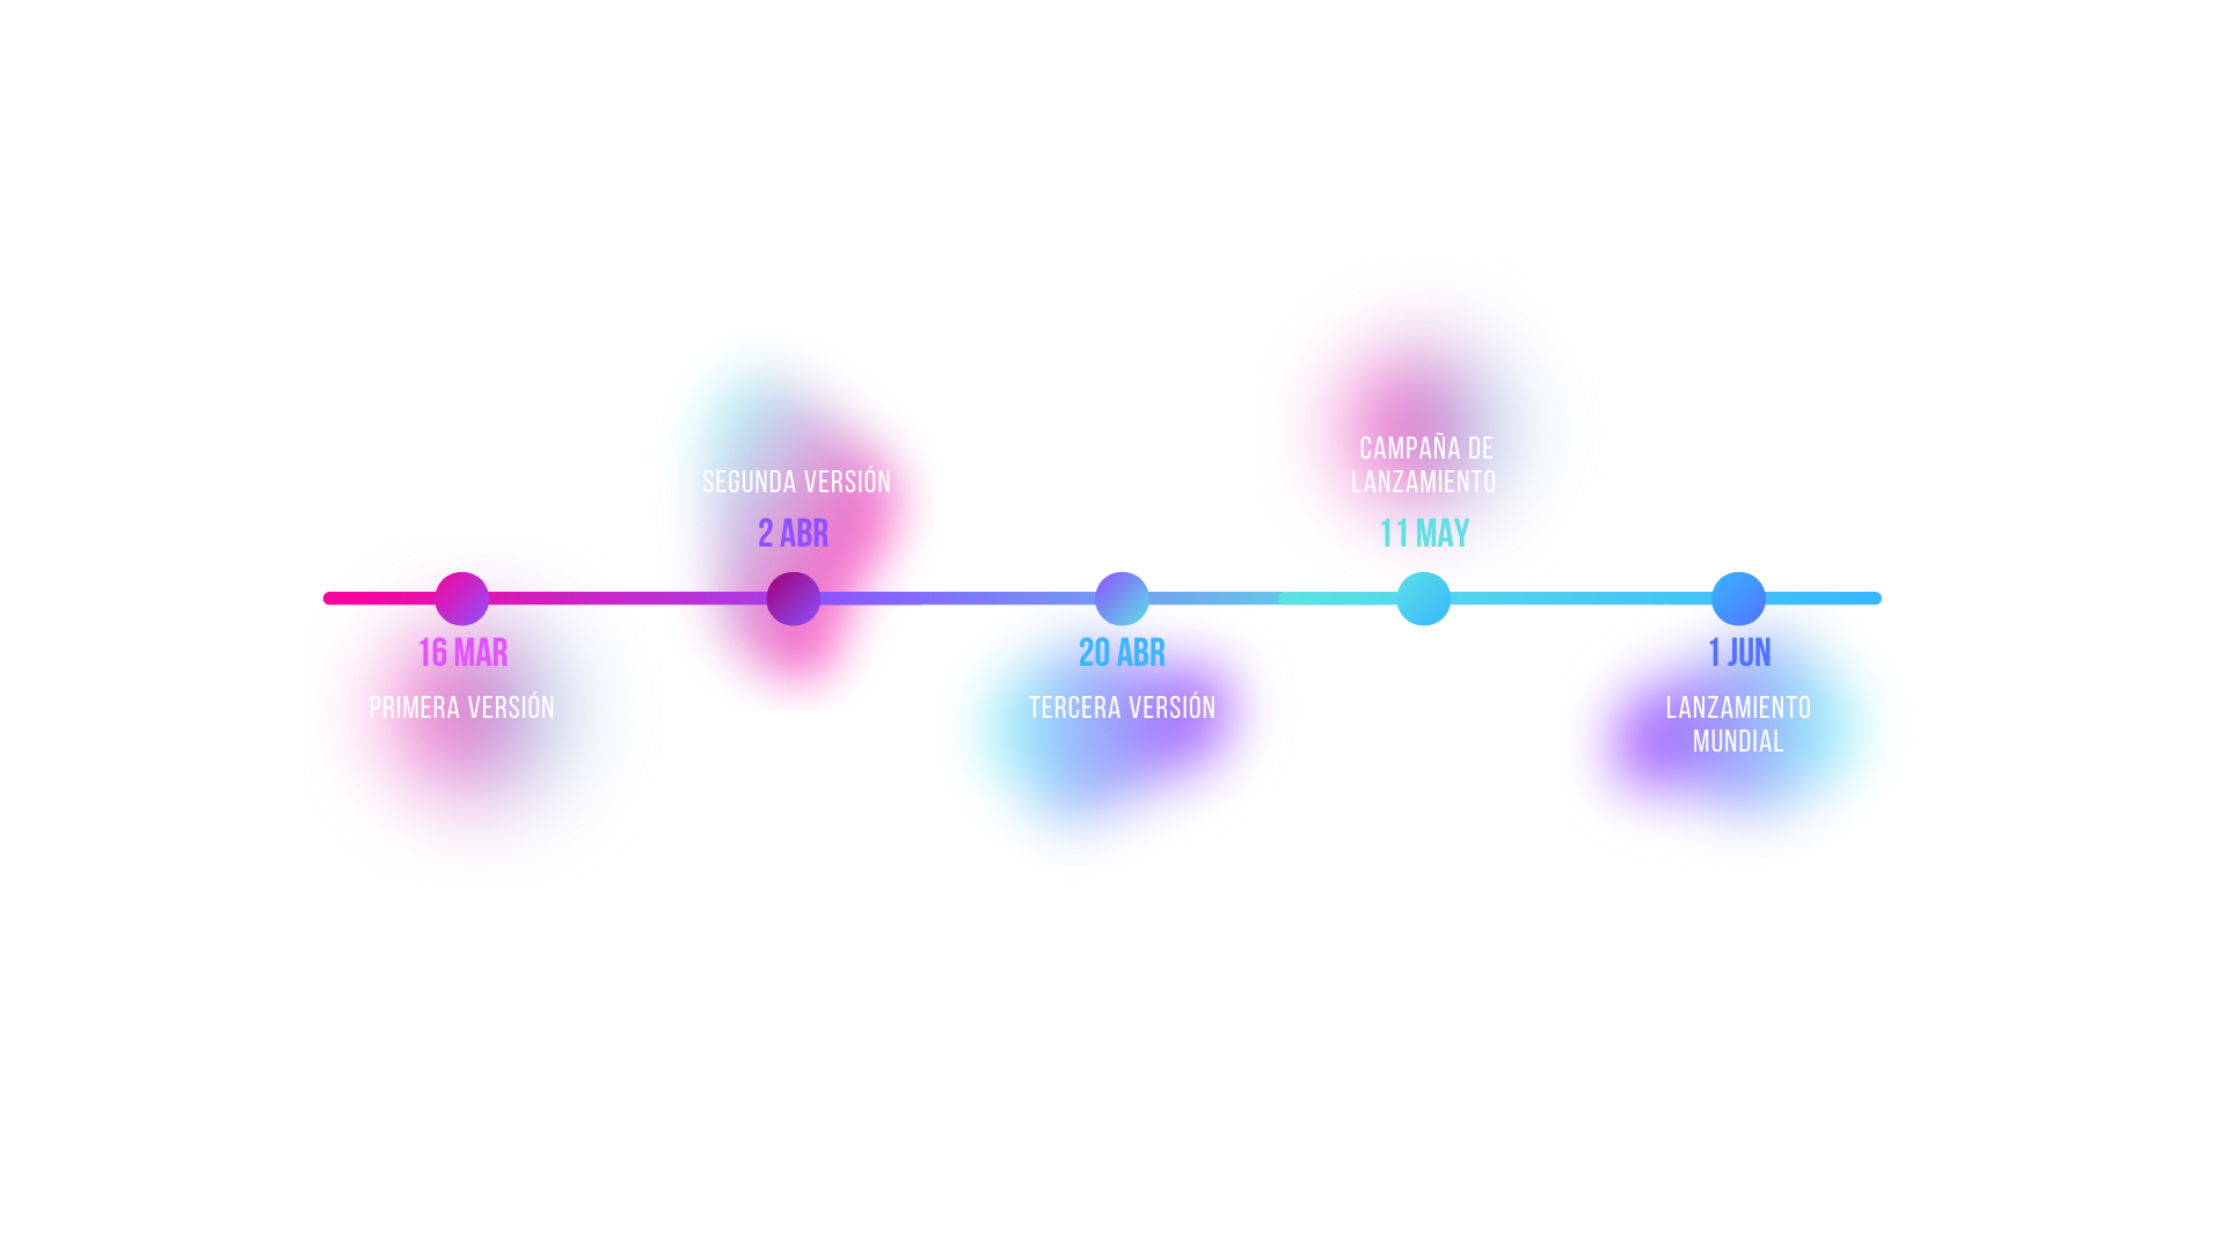 16 MAR
PRIMERA VERSIÓN
SEGUNDA VERSIÓN
2 ABR
20 ABR
TERCERA VERSIÓN
CAMPAÑA DE
LANZAMIENTO
11 MAY
1 JUN
LANZAMIENTO
MUNDIAL